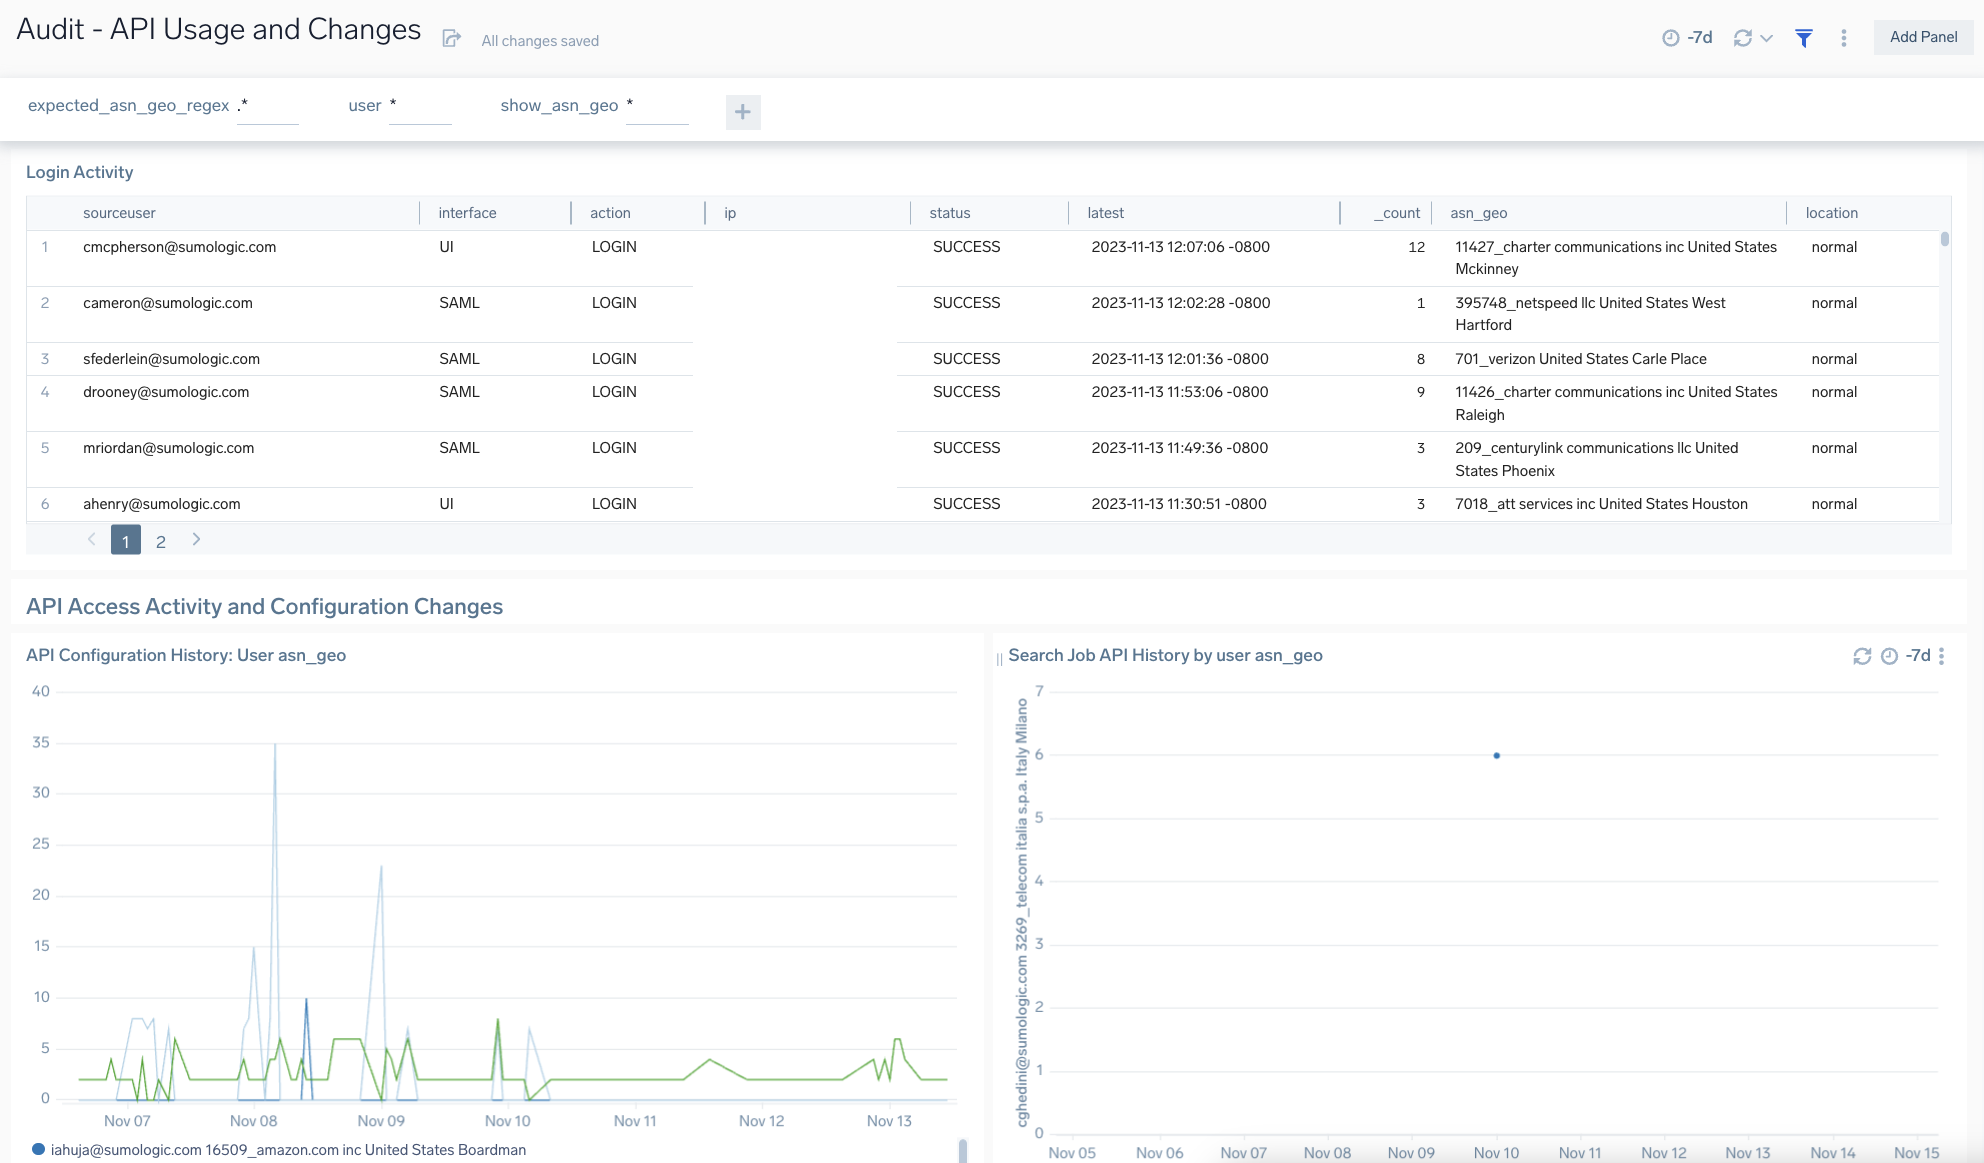 Audit - API Usage and Changes
All changes saved
-7d
Add Panel
expected_asn_geo_regex .*
user *
show_asn_geo *
+
Login Activity
sourceuser interface action ip status latest _count asn_geo location
1 cmcpherson@sumologic.com UI LOGIN SUCCESS 2023-11-13 12:07:06 -0800 12 11427_charter communications inc United States normal
Mckinney
2 cameron@sumologic.com SAML LOGIN SUCCESS 2023-11-13 12:02:28 -0800 1 395748_netspeed llc United States West normal
Hartford
3 sfederlein@sumologic.com SAML LOGIN SUCCESS 2023-11-13 12:01:36 -0800 8 701_verizon United States Carle Place normal
4 drooney@sumologic.com SAML LOGIN SUCCESS 2023-11-13 11:53:06 -0800 9 11426_charter communications inc United States normal
Raleigh
5 mriordan@sumologic.com SAML LOGIN SUCCESS 2023-11-13 11:49:36 -0800 3 209_centurylink communications llc United normal
States Phoenix
6 ahenry@sumologic.com UI LOGIN SUCCESS 2023-11-13 11:30:51 -0800 3 7018_att services inc United States Houston normal
1 2
API Access Activity and Configuration Changes
API Configuration History: User asn_geo
40
35
30
25
20
15
10
5
0
Nov 07 Nov 08 Nov 09 Nov 10 Nov 11 Nov 12 Nov 13
iahuja@sumologic.com 16509_amazon.com inc United States Boardman
Search Job API History by user asn_geo
-7d
cghedini@sumologic.com 3269_telecom italia s.p.a. Italy Milano
7
6
5
4
3
2
1
0
Nov 05 Nov 06 Nov 07 Nov 08 Nov 09 Nov 10 Nov 11 Nov 12 Nov 13 Nov 14 Nov 15